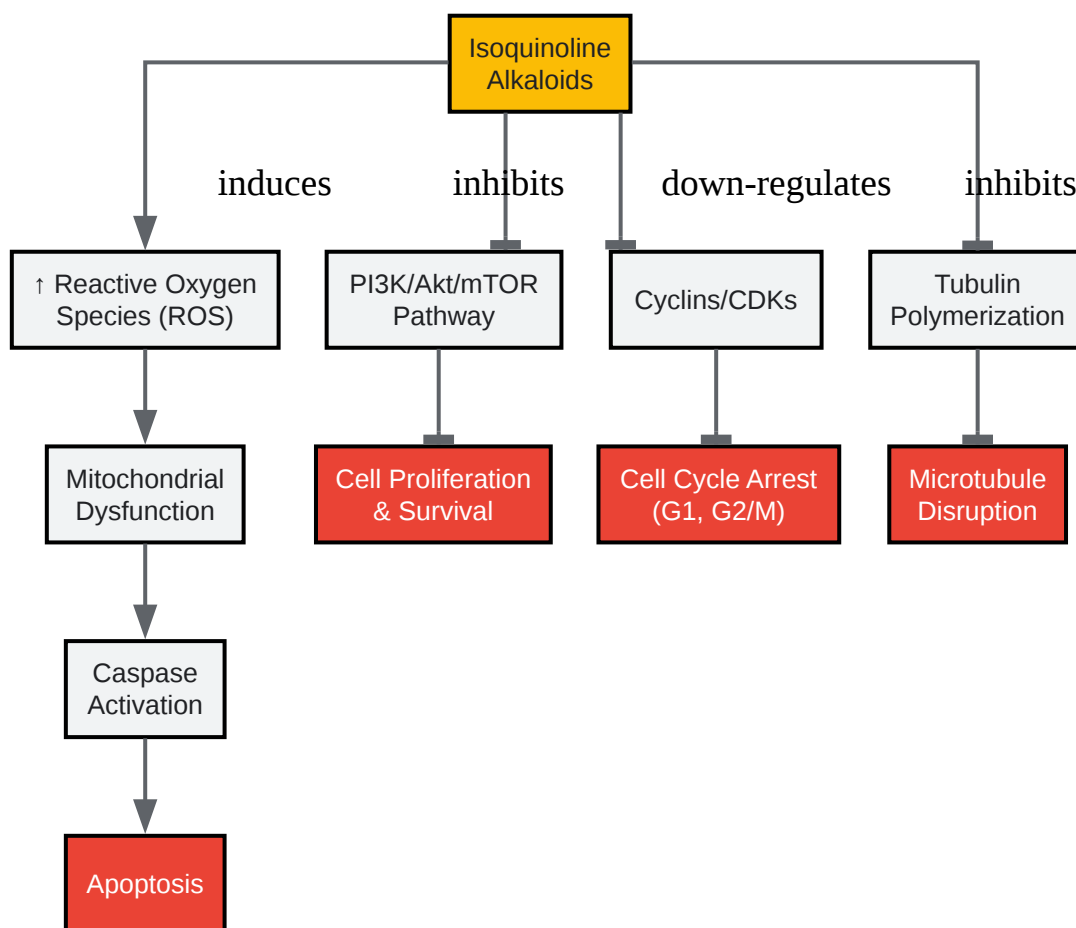 Isoquinoline
Alkaloids
induces
inhibits
down-regulates
inhibits
↑ Reactive Oxygen
Species (ROS)
PI3K/Akt/mTOR
Pathway
Cyclins/CDKs
Tubulin
Polymerization
Mitochondrial
Dysfunction
Cell Proliferation
& Survival
Cell Cycle Arrest
(G1, G2/M)
Microtubule
Disruption
Caspase
Activation
Apoptosis